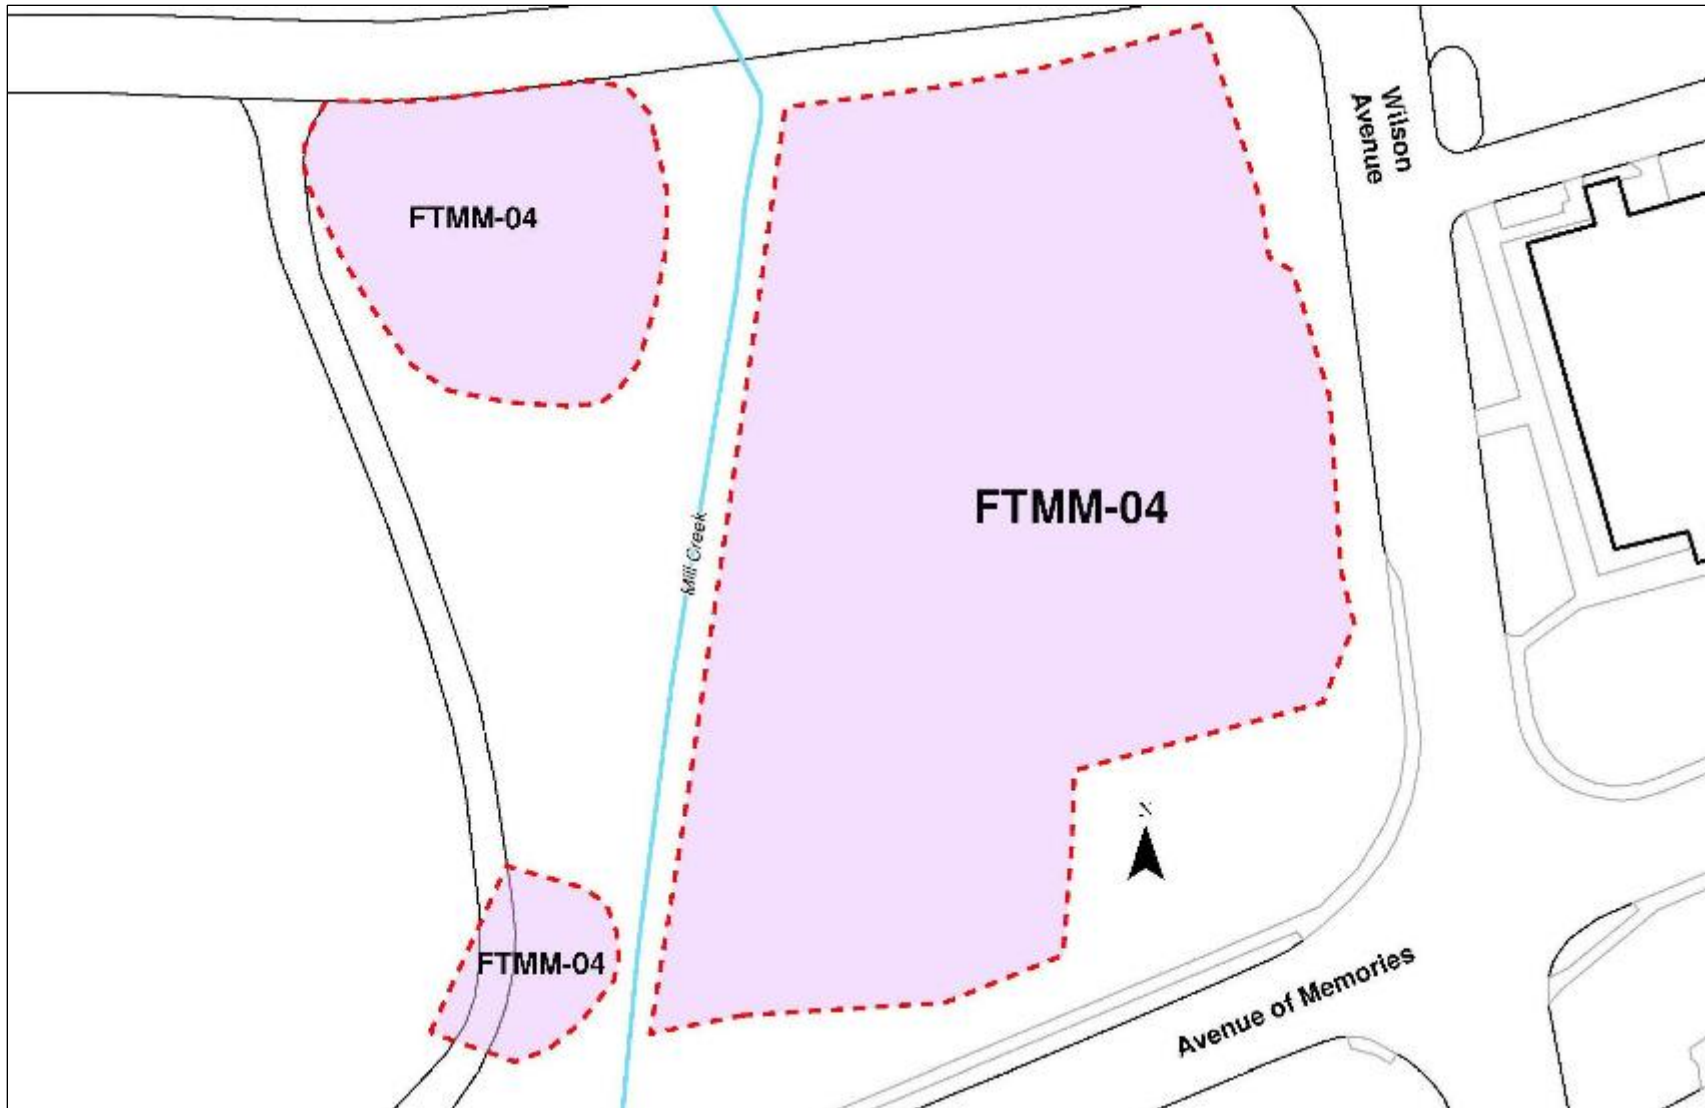 Wilson
Avenue
FTMM-04
FTMM-04
Mill Creek
N
FTMM-04
Avenue of Memories